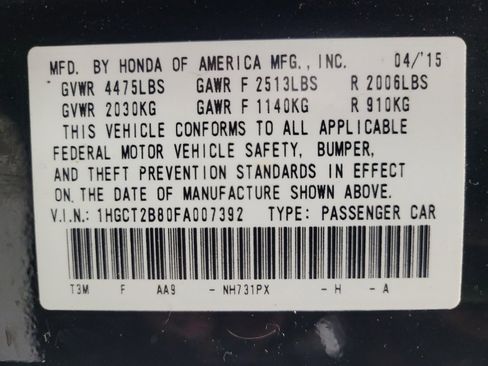 MFD. BY HONDA OF AMERICA MFG., INC. 04/'15
GVWR 4475LBS GAWR F 2513LBS R 2006LBS
GVWR 2030KG GAWR F 1140KG R 910KG
THIS VEHICLE CONFORMS TO ALL APPLICABLE
FEDERAL MOTOR VEHICLE SAFETY, BUMPER,
AND THEFT PREVENTION STANDARDS IN EFFECT
ON THE DATE OF MANUFACTURE SHOWN ABOVE.
V.I.N.: 1HGCT2B80FA007392 TYPE: PASSENGER CAR
T3M F AA9 - NH731PX - H - A